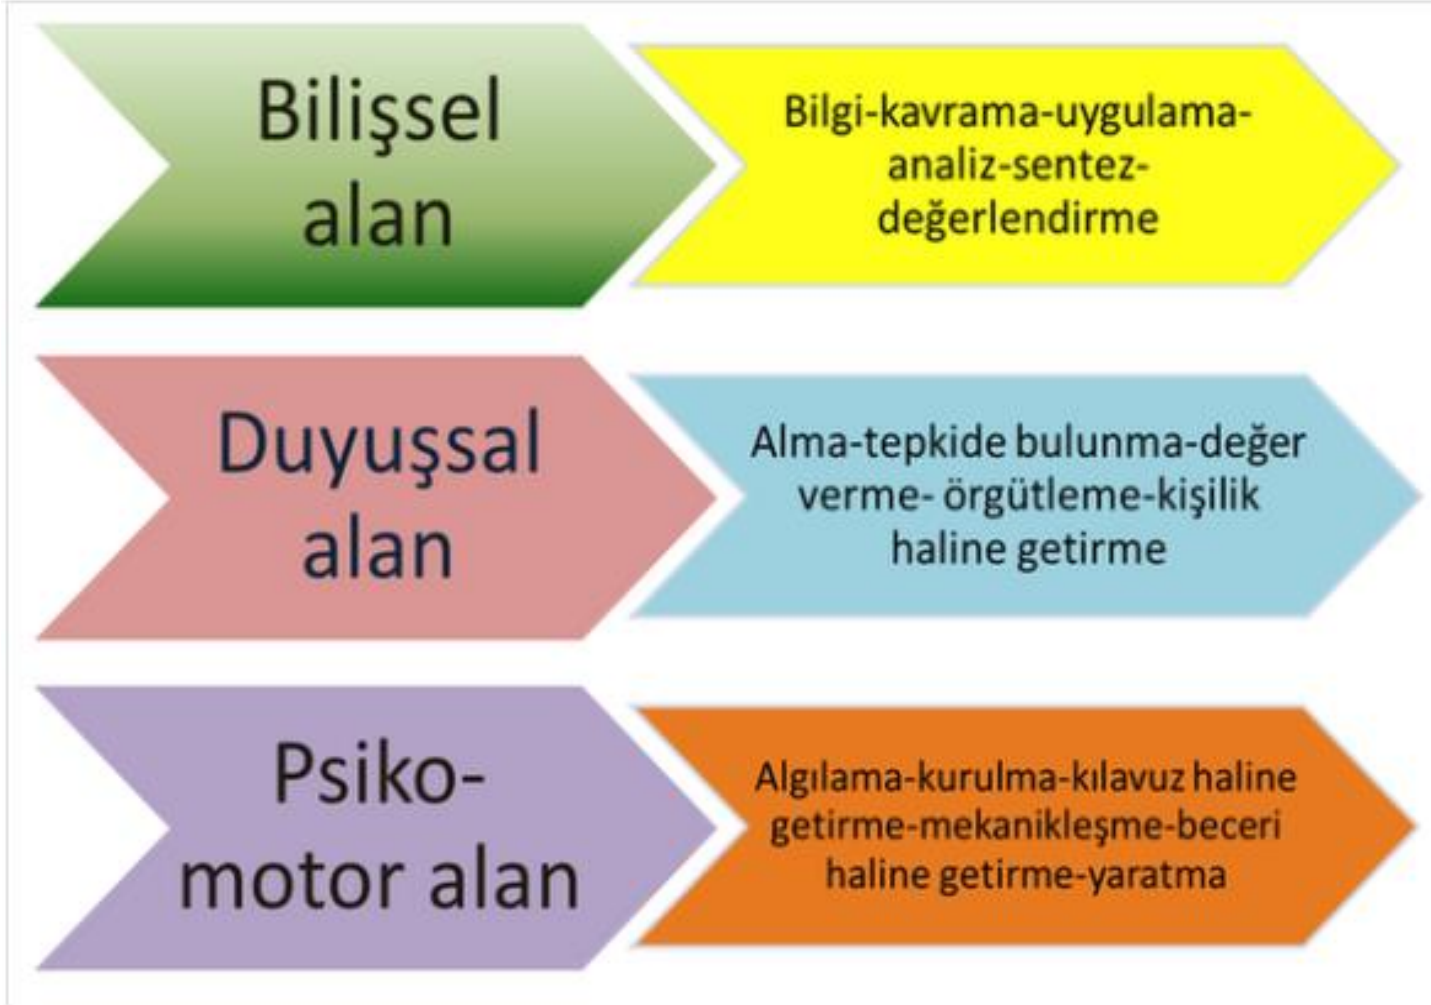 Bilişsel
alan
Bilgi-kavrama-uygulama-
analiz-sentez-
değerlendirme
Duyuşsal
alan
Alma-tepkide bulunma-değer
verme- örgütleme-kişilik
haline getirme
Psiko-
motor alan
Algılama-kurulma-kılavuz haline
getirme-mekanikleşme-beceri
haline getirme-yaratma